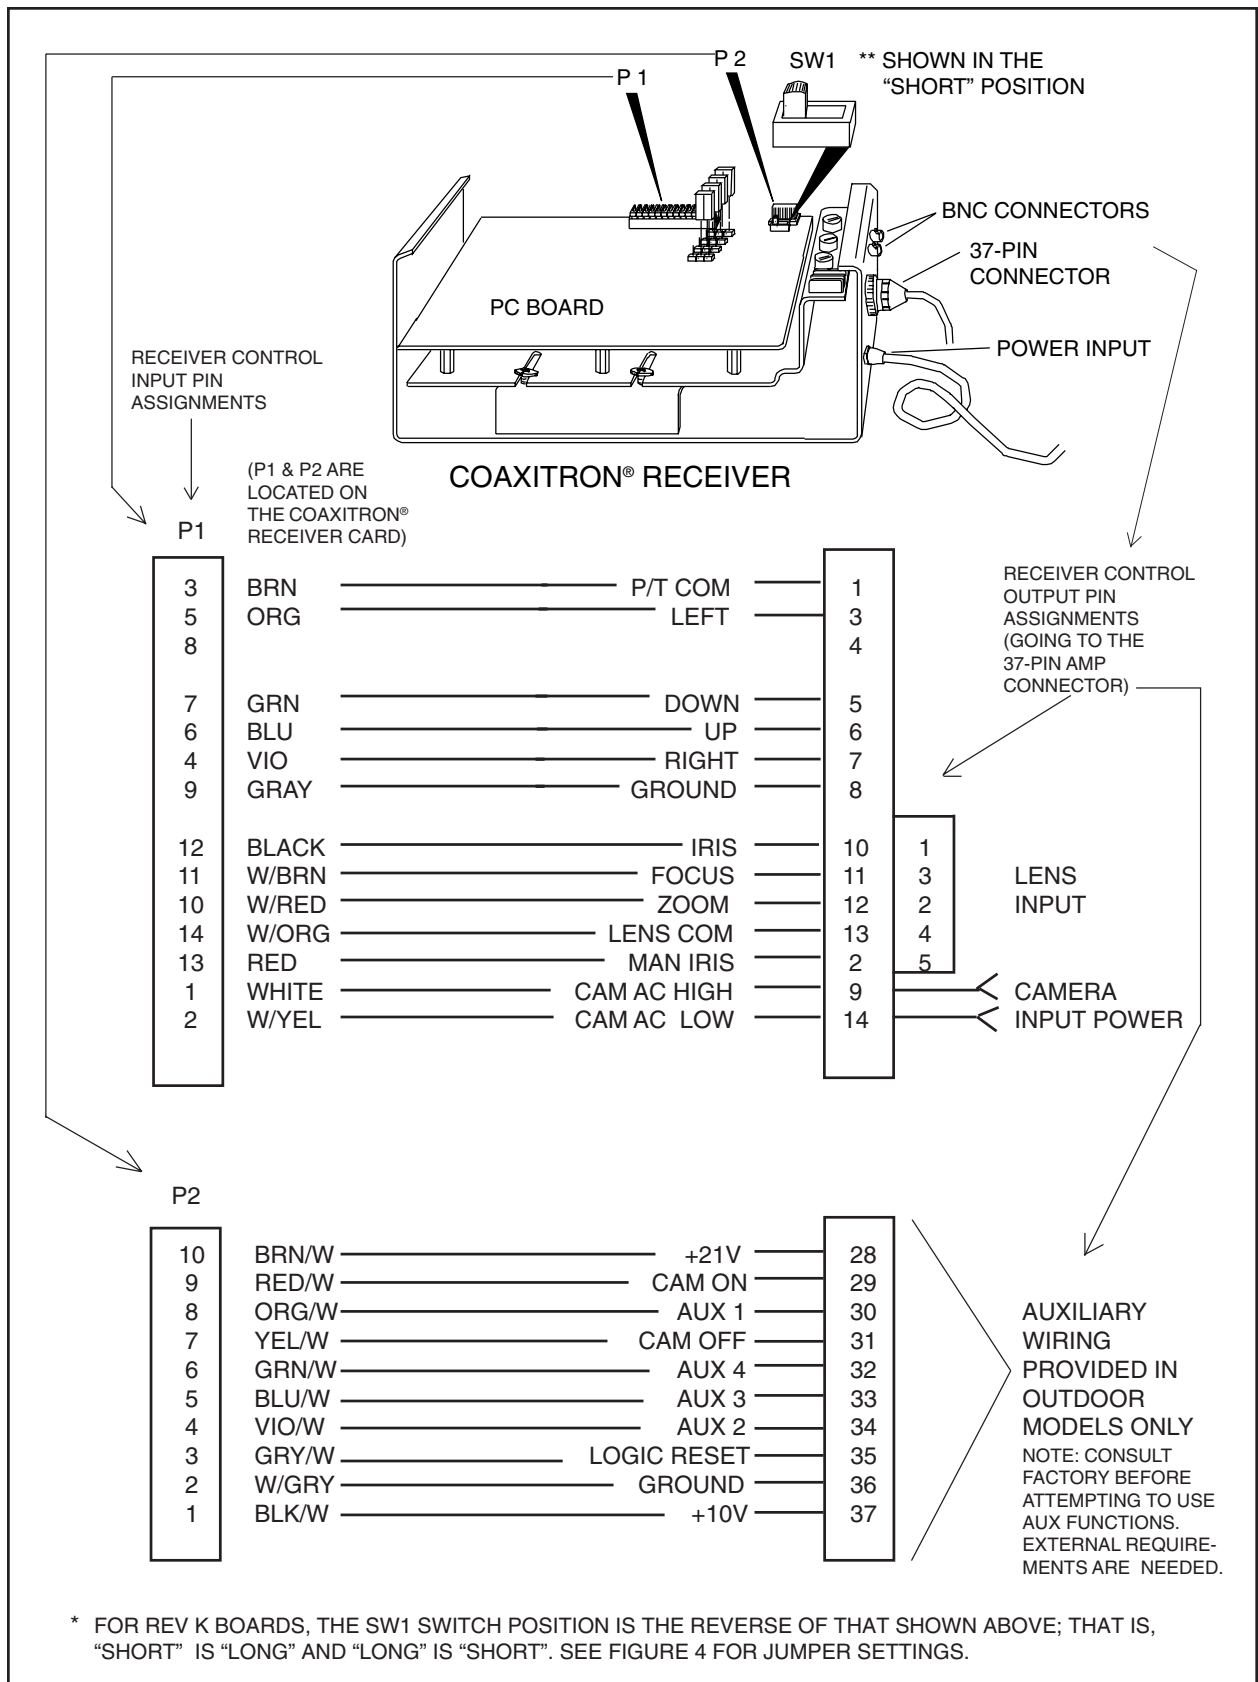 P 1
P 2
SW1
** SHOWN IN THE
“SHORT” POSITION
BNC CONNECTORS
37-PIN
CONNECTOR
POWER INPUT
PC BOARD
RECEIVER CONTROL
INPUT PIN
ASSIGNMENTS
COAXITRON® RECEIVER
(P1 & P2 ARE
LOCATED ON
THE COAXITRON®
RECEIVER CARD)
P1
3 BRN P/T COM 1
5 ORG LEFT 3
8 4
7 GRN DOWN 5
6 BLU UP 6
4 VIO RIGHT 7
9 GRAY GROUND 8
12 BLACK IRIS 10 1
11 W/BRN FOCUS 11 3
10 W/RED ZOOM 12 2
14 W/ORG LENS COM 13 4
13 RED MAN IRIS 2 5
1 WHITE CAM AC HIGH 9
2 W/YEL CAM AC LOW 14
RECEIVER CONTROL
OUTPUT PIN
ASSIGNMENTS
(GOING TO THE
37-PIN AMP
CONNECTOR)
LENS
INPUT
CAMERA
INPUT POWER
P2
10 BRN/W +21V 28
9 RED/W CAM ON 29
8 ORG/W AUX 1 30
7 YEL/W CAM OFF 31
6 GRN/W AUX 4 32
5 BLU/W AUX 3 33
4 VIO/W AUX 2 34
3 GRY/W LOGIC RESET 35
2 W/GRY GROUND 36
1 BLK/W +10V 37
AUXILIARY
WIRING
PROVIDED IN
OUTDOOR
MODELS ONLY
NOTE: CONSULT
FACTORY BEFORE
ATTEMPTING TO USE
AUX FUNCTIONS.
EXTERNAL REQUIRE-
MENTS ARE NEEDED.
* FOR REV K BOARDS, THE SW1 SWITCH POSITION IS THE REVERSE OF THAT SHOWN ABOVE; THAT IS,
“SHORT” IS “LONG” AND “LONG” IS “SHORT”. SEE FIGURE 4 FOR JUMPER SETTINGS.